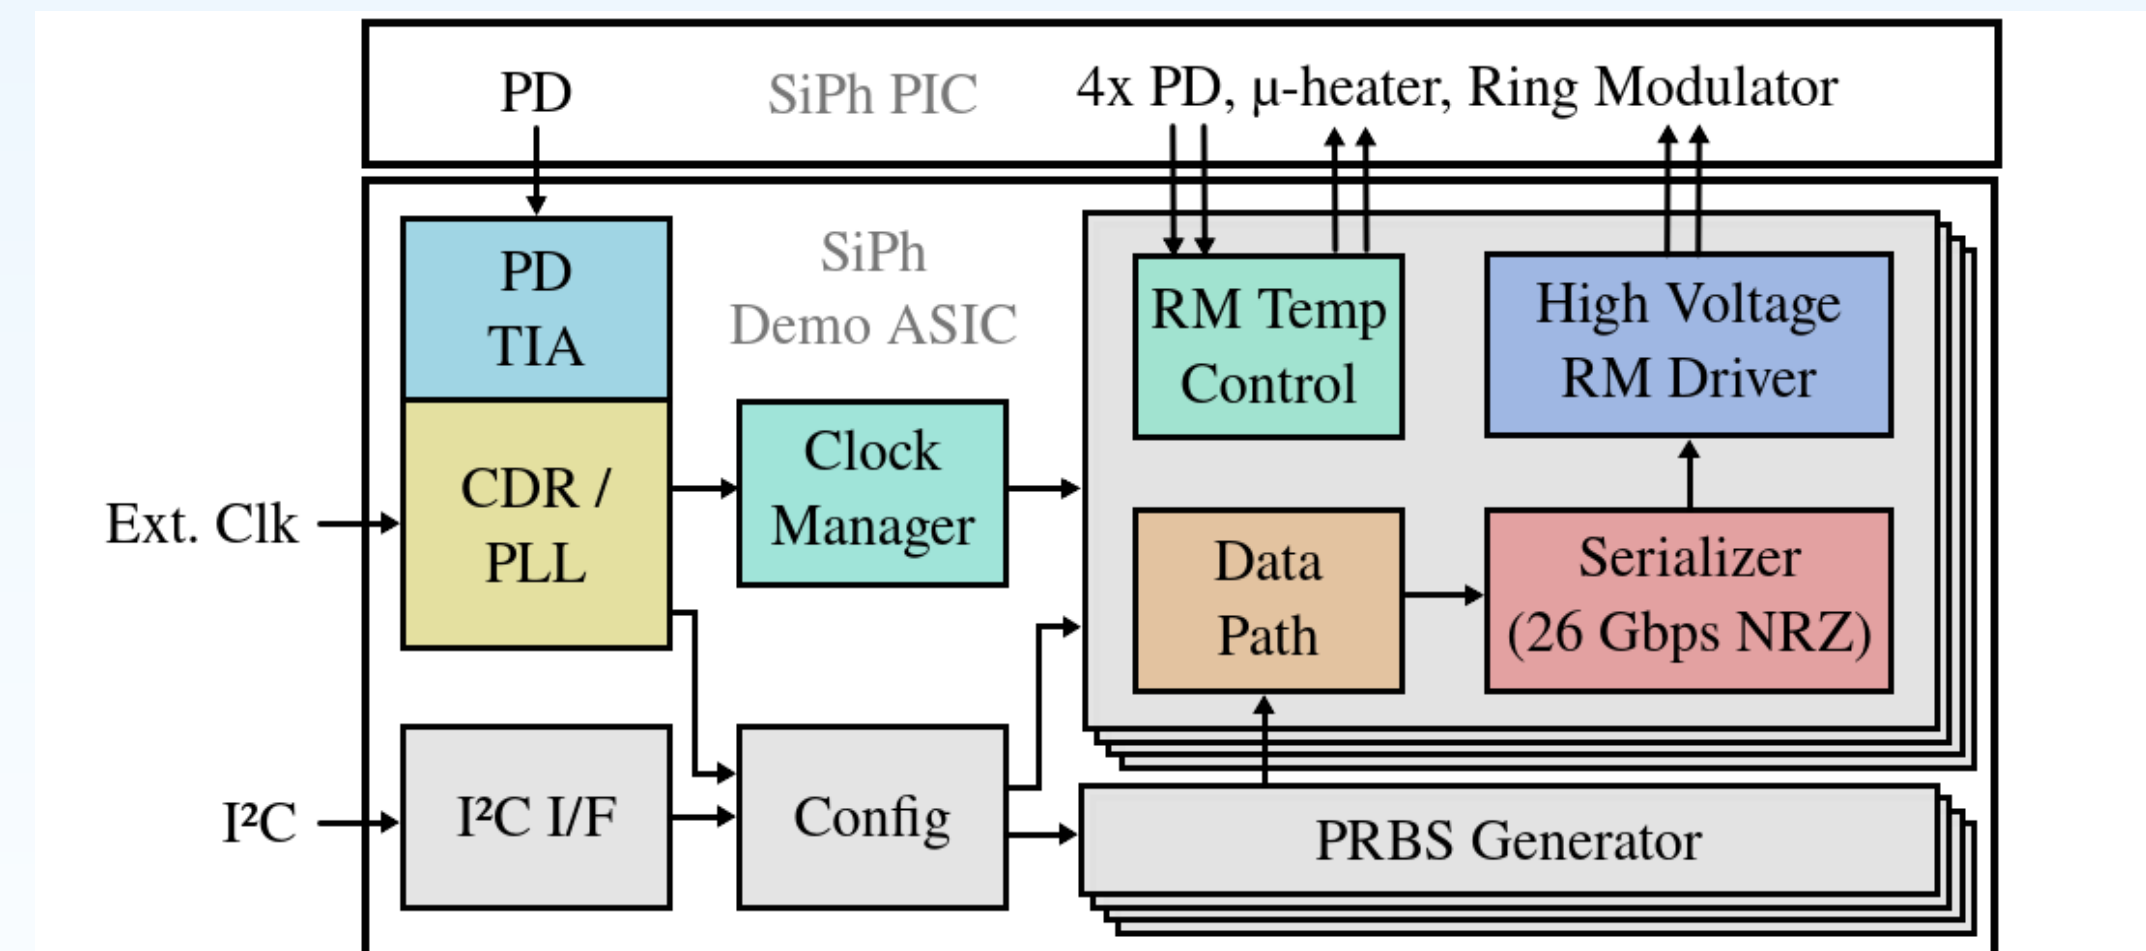 PD
SiPh PIC
4x PD, μ-heater, Ring Modulator
PD
TIA
SiPh
Demo ASIC
RM Temp
Control
High Voltage
RM Driver
Ext. Clk
CDR /
PLL
Clock
Manager
Data
Path
Serializer
(26 Gbps NRZ)
I²C
I²C I/F
Config
PRBS Generator